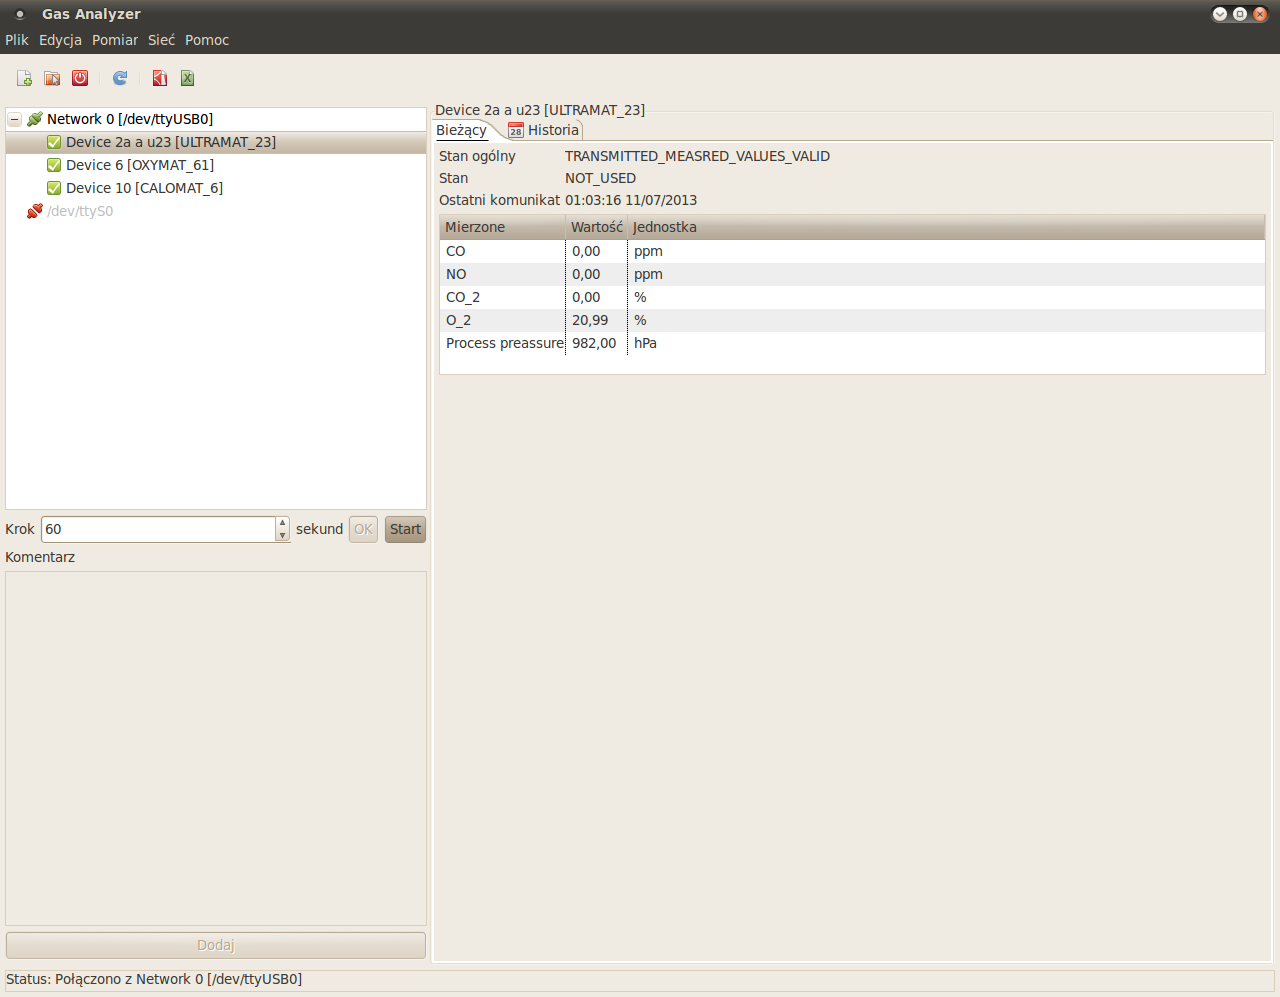 Gas Analyzer
Plik Edycja Pomiar Sieć Pomoc
Network 0 [/dev/ttyUSB0]
Device 2a a u23 [ULTRAMAT_23]
Device 6 [OXYMAT_61]
Device 10 [CALOMAT_6]
/dev/ttyS0
Krok 60 sekund OK Start
Komentarz
Dodaj
Device 2a a u23 [ULTRAMAT_23]
Bieżący 28 Historia
Stan ogólny TRANSMITTED_MEASRED_VALUES_VALID
Stan NOT_USED
Ostatni komunikat 01:03:16 11/07/2013
Mierzone Wartość Jednostka
CO 0,00 ppm
NO 0,00 ppm
CO_2 0,00 %
O_2 20,99 %
Process preassure 982,00 hPa
Status: Połączono z Network 0 [/dev/ttyUSB0]